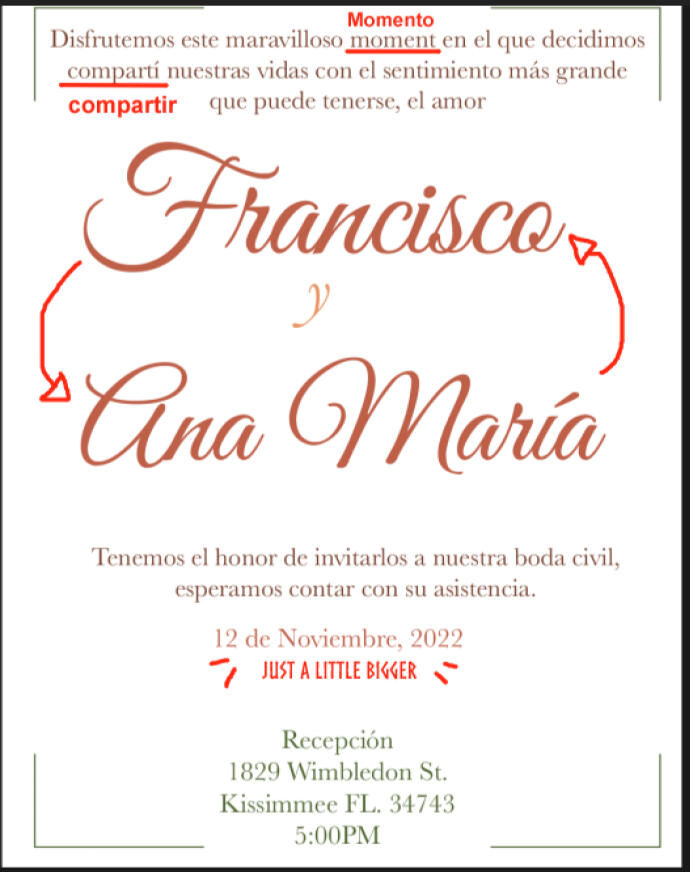 Momento
Disfrutemos este maravilloso moment en el que decidimos
compartí nuestras vidas con el sentimiento más grande
compartir que puede tenerse, el amor
Francisco
y
Ana María
Tenemos el honor de invitarlos a nuestra boda civil,
esperamos contar con su asistencia.
12 de Noviembre, 2022
JUST A LITTLE BIGGER
Recepción
1829 Wimbledon St.
Kissimmee FL. 34743
5:00PM